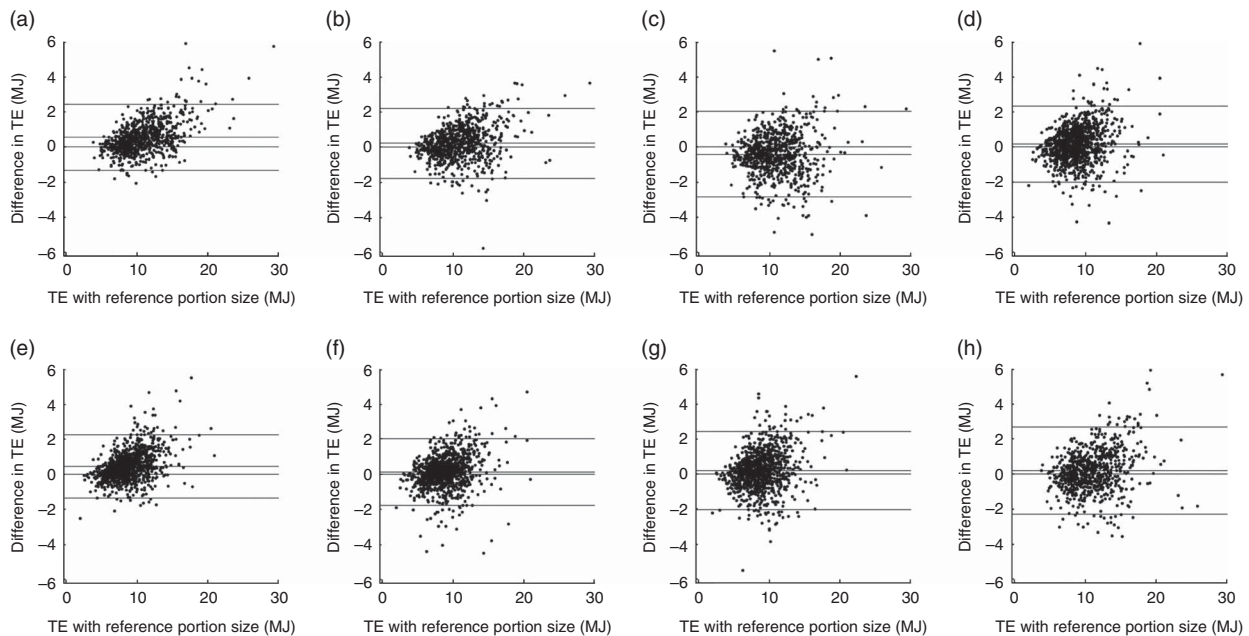 (a) (b) (c) (d)
6 6 6 6
4 4 4 4
2 2 2 2
0 0 0 0
−2 −2 −2 −2
−4 −4 −4 −4
−6 −6 −6 −6
Difference in TE (MJ) Difference in TE (MJ) Difference in TE (MJ) Difference in TE (MJ)
0 10 20 30 0 10 20 30 0 10 20 30 0 10 20 30
TE with reference portion size (MJ) TE with reference portion size (MJ) TE with reference portion size (MJ) TE with reference portion size (MJ)
(e) (f) (g) (h)
6 6 6 6
4 4 4 4
2 2 2 2
0 0 0 0
−2 −2 −2 −2
−4 −4 −4 −4
−6 −6 −6 −6
Difference in TE (MJ) Difference in TE (MJ) Difference in TE (MJ) Difference in TE (MJ)
0 10 20 30 0 10 20 30 0 10 20 30 0 10 20 30
TE with reference portion size (MJ) TE with reference portion size (MJ) TE with reference portion size (MJ) TE with reference portion size (MJ)